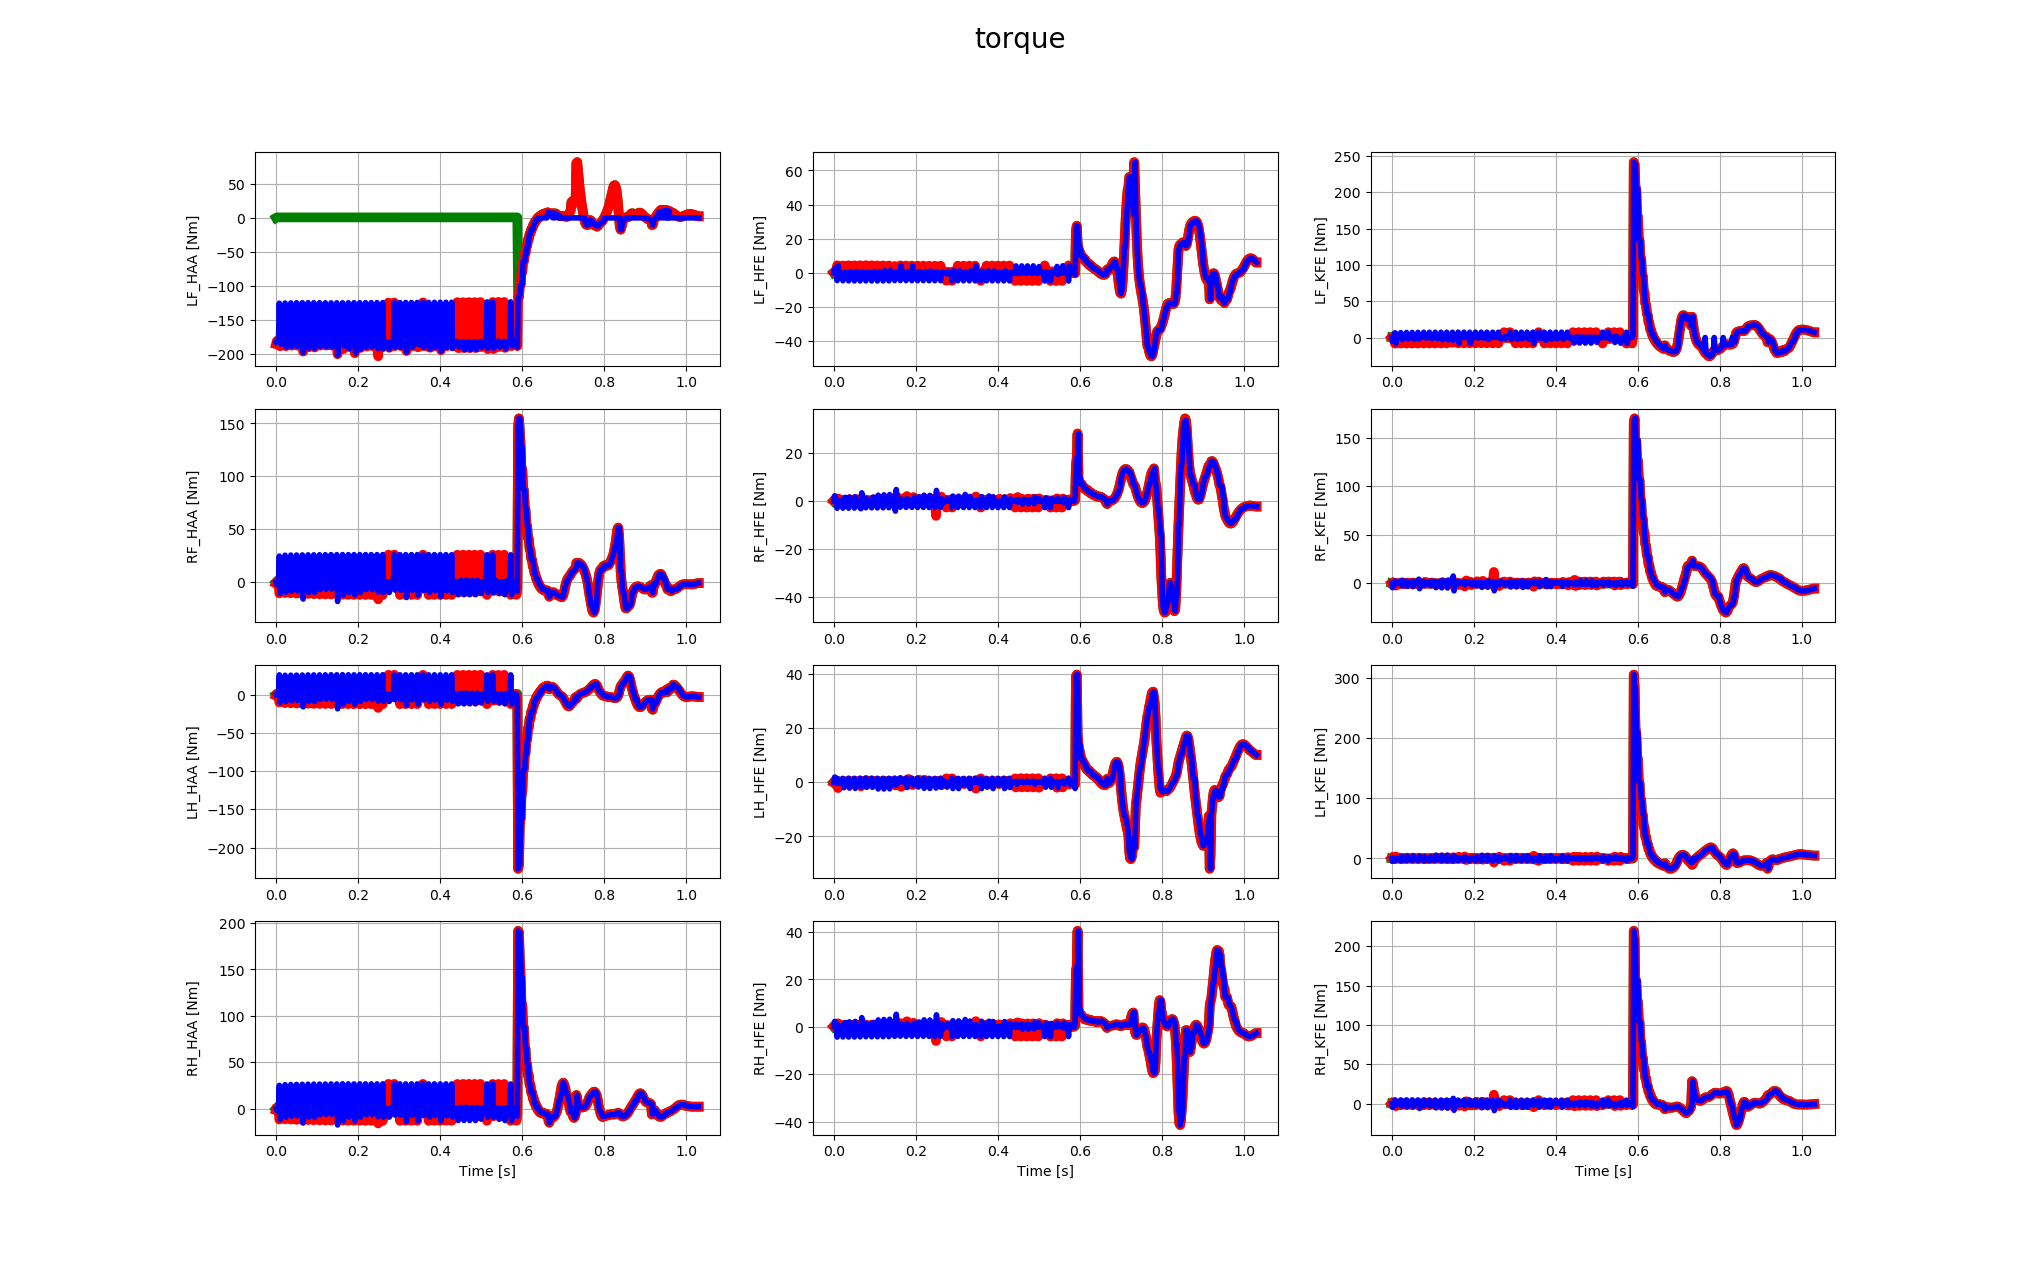 torque
LF_HAA [Nm]
50
0
−50
−100
−150
−200
0.0 0.2 0.4 0.6 0.8 1.0
LF_HFE [Nm]
60
40
20
0
−20
−40
0.0 0.2 0.4 0.6 0.8 1.0
LF_KFE [Nm]
250
200
150
100
50
0
0.0 0.2 0.4 0.6 0.8 1.0
RF_HAA [Nm]
150
100
50
0
0.0 0.2 0.4 0.6 0.8 1.0
RF_HFE [Nm]
20
0
−20
−40
0.0 0.2 0.4 0.6 0.8 1.0
RF_KFE [Nm]
150
100
50
0
0.0 0.2 0.4 0.6 0.8 1.0
LH_HAA [Nm]
0
−50
−100
−150
−200
0.0 0.2 0.4 0.6 0.8 1.0
LH_HFE [Nm]
40
20
0
−20
0.0 0.2 0.4 0.6 0.8 1.0
LH_KFE [Nm]
300
200
100
0
0.0 0.2 0.4 0.6 0.8 1.0
RH_HAA [Nm]
200
150
100
50
0
0.0 0.2 0.4 0.6 0.8 1.0
Time [s]
RH_HFE [Nm]
40
20
0
−20
−40
0.0 0.2 0.4 0.6 0.8 1.0
Time [s]
RH_KFE [Nm]
200
150
100
50
0
0.0 0.2 0.4 0.6 0.8 1.0
Time [s]